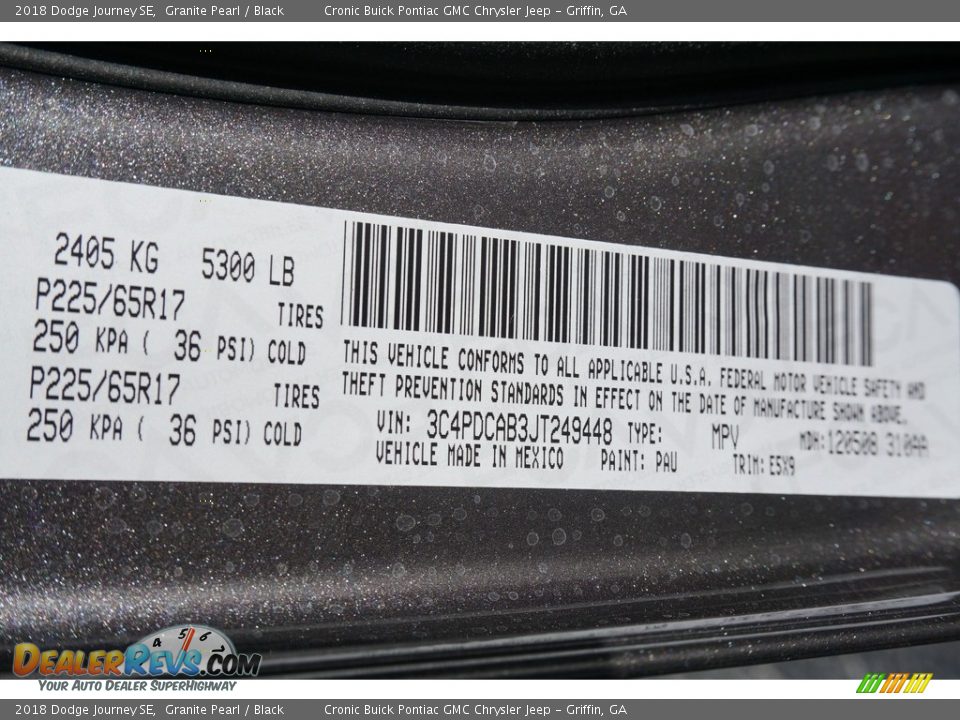 2018 Dodge Journey SE, Granite Pearl / Black Cronic Buick Pontiac GMC Chrysler Jeep - Griffin, GA
2405 KG 5300 LB
P225/65R17 TIRES
250 KPA ( 36 PSI) COLD
P225/65R17 TIRES
250 KPA ( 36 PSI) COLD
THIS VEHICLE CONFORMS TO ALL APPLICABLE U.S.A. FEDERAL MOTOR VEHICLE SAFETY AND
THEFT PREVENTION STANDARDS IN EFFECT ON THE DATE OF MANUFACTURE SHOWN ABOVE.
VIN: 3C4PDCAB3JT249448 TYPE: MPV MDH: 120508 310AA
VEHICLE MADE IN MEXICO PAINT: PAU TRIM: E5X9
4 5 6
DEALERREVS.COM
YOUR AUTO DEALER SUPERHIGHWAY
2018 Dodge Journey SE, Granite Pearl / Black Cronic Buick Pontiac GMC Chrysler Jeep - Griffin, GA